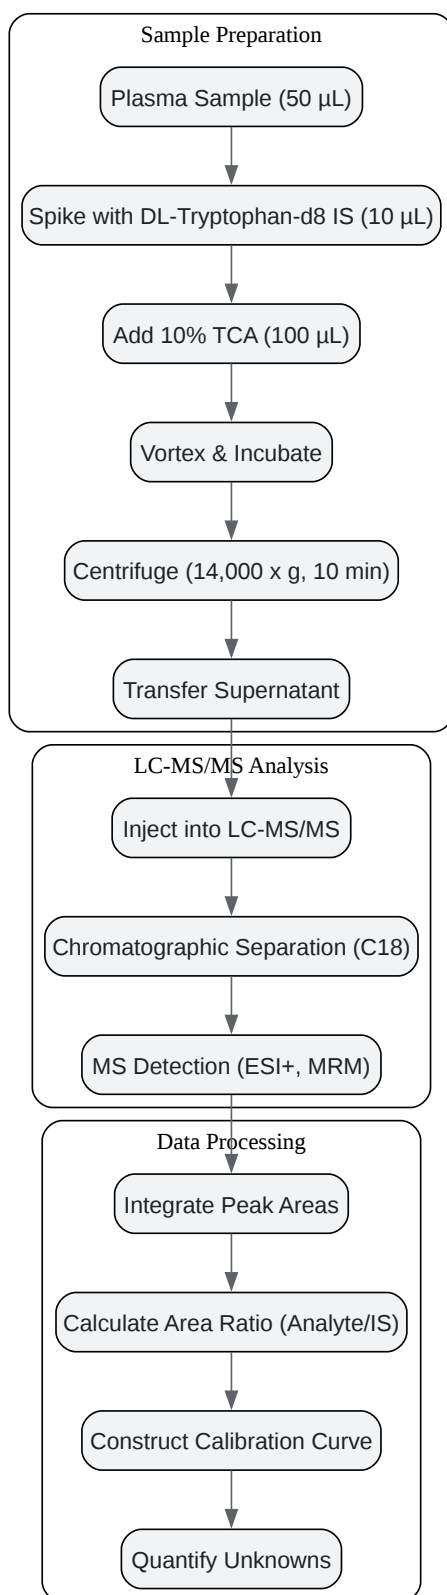 Sample Preparation
Plasma Sample (50 µL)
Spike with DL-Tryptophan-d8 IS (10 µL)
Add 10% TCA (100 µL)
Vortex & Incubate
Centrifuge (14,000 x g, 10 min)
Transfer Supernatant
LC-MS/MS Analysis
Inject into LC-MS/MS
Chromatographic Separation (C18)
MS Detection (ESI+, MRM)
Data Processing
Integrate Peak Areas
Calculate Area Ratio (Analyte/IS)
Construct Calibration Curve
Quantify Unknowns